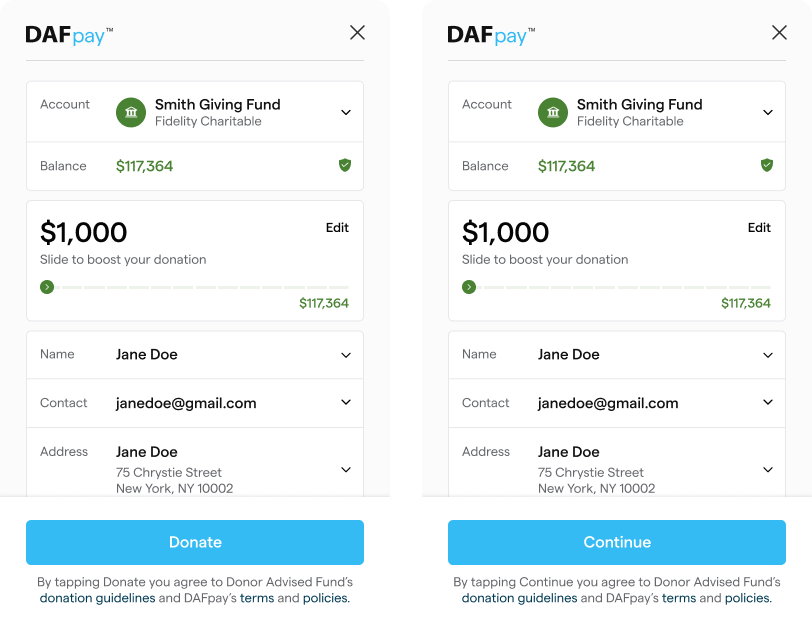 DAFpay™
Account
Smith Giving Fund
Fidelity Charitable
Balance
$117,364
$1,000
Edit
Slide to boost your donation
$117,364
Name
Jane Doe
Contact
janedoe@gmail.com
Address
Jane Doe
75 Chrystie Street
New York, NY 10002
Donate
By tapping Donate you agree to Donor Advised Fund's
donation guidelines and DAFpay's terms and policies.
DAFpay™
Account
Smith Giving Fund
Fidelity Charitable
Balance
$117,364
$1,000
Edit
Slide to boost your donation
$117,364
Name
Jane Doe
Contact
janedoe@gmail.com
Address
Jane Doe
75 Chrystie Street
New York, NY 10002
Continue
By tapping Continue you agree to Donor Advised Fund's
donation guidelines and DAFpay's terms and policies.